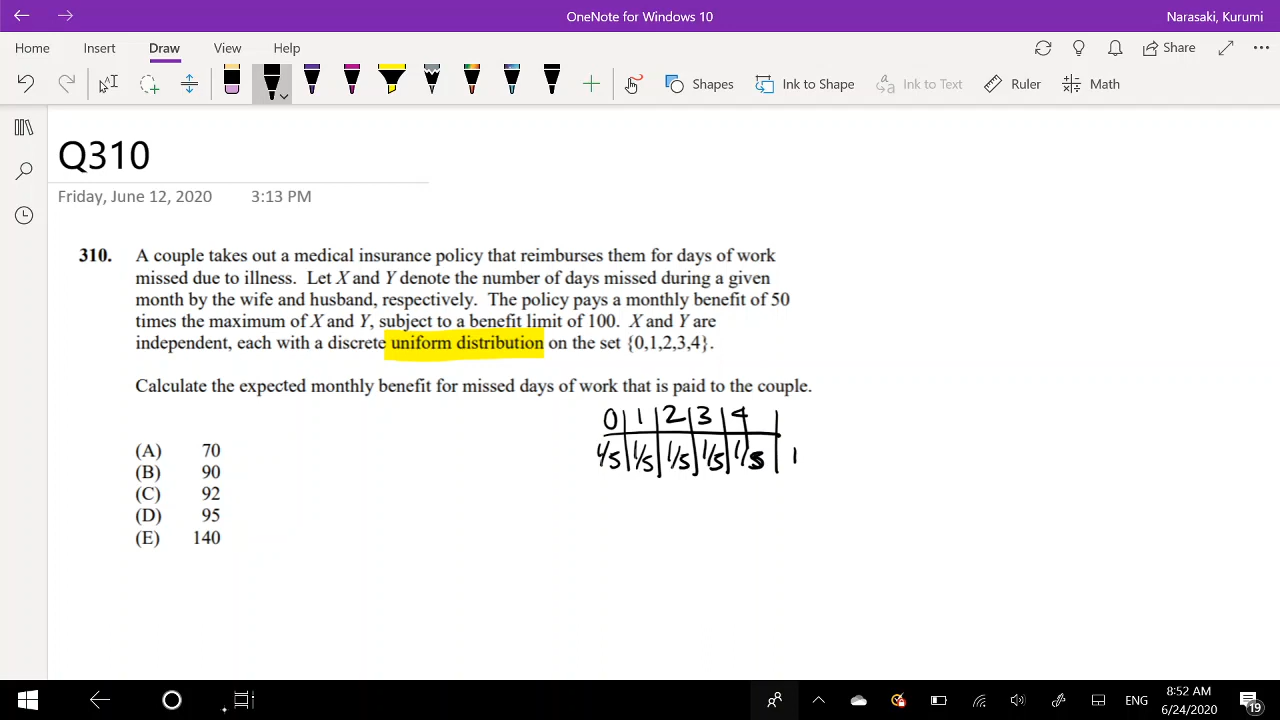 OneNote for Windows 10
Narasaki, Kurumi
Home Insert Draw View Help
Share
Shapes Ink to Shape Ink to Text Ruler Math
Q310
Friday, June 12, 2020 3:13 PM
310. A couple takes out a medical insurance policy that reimburses them for days of work
missed due to illness. Let X and Y denote the number of days missed during a given
month by the wife and husband, respectively. The policy pays a monthly benefit of 50
times the maximum of X and Y, subject to a benefit limit of 100. X and Y are
independent, each with a discrete uniform distribution on the set {0,1,2,3,4}.
Calculate the expected monthly benefit for missed days of work that is paid to the couple.
0 1 2 3 4
1/5 1/5 1/5 1/5 1/5 1
(A) 70
(B) 90
(C) 92
(D) 95
(E) 140
ENG
8:52 AM
6/24/2020
19